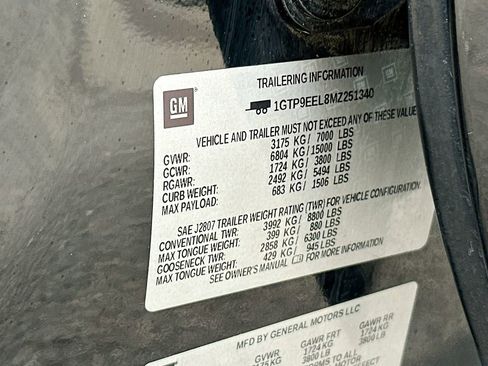 TRAILERING INFORMATION
GM
1GTP9EEL8MZ251340
VEHICLE AND TRAILER MUST NOT EXCEED ANY OF:
GVWR: 3175 KG / 7000 LBS
GCWR: 6804 KG / 15000 LBS
RGAWR: 1724 KG / 3800 LBS
CURB WEIGHT: 2492 KG / 5494 LBS
MAX PAYLOAD: 683 KG / 1506 LBS
SAE J2807 TRAILER WEIGHT RATING (TWR) FOR VEHICLE CONFIGURATION.
CONVENTIONAL TWR: 3992 KG / 8800 LBS
MAX TONGUE WEIGHT: 399 KG / 880 LBS
GOOSENECK TWR: 2858 KG / 6300 LBS
MAX TONGUE WEIGHT: 429 KG / 945 LBS
SEE OWNER'S MANUAL FOR MORE INFORMATION.
MFD BY GENERAL MOTORS LLC
GVWR GAWR FRT GAWR RR
1724 KG 1724 KG
3800LB 3800LB